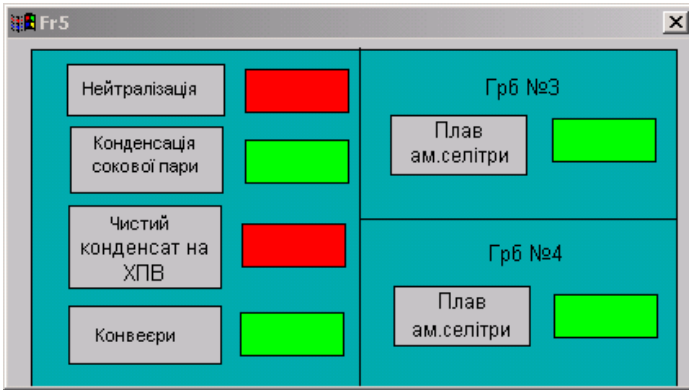 Fr5
Нейтралізація
Конденсація
сокової пари
Чистий
конденсат на
ХПВ
Конвеєри
Грб №3
Плав
ам.селітри
Грб №4
Плав
ам.селітри